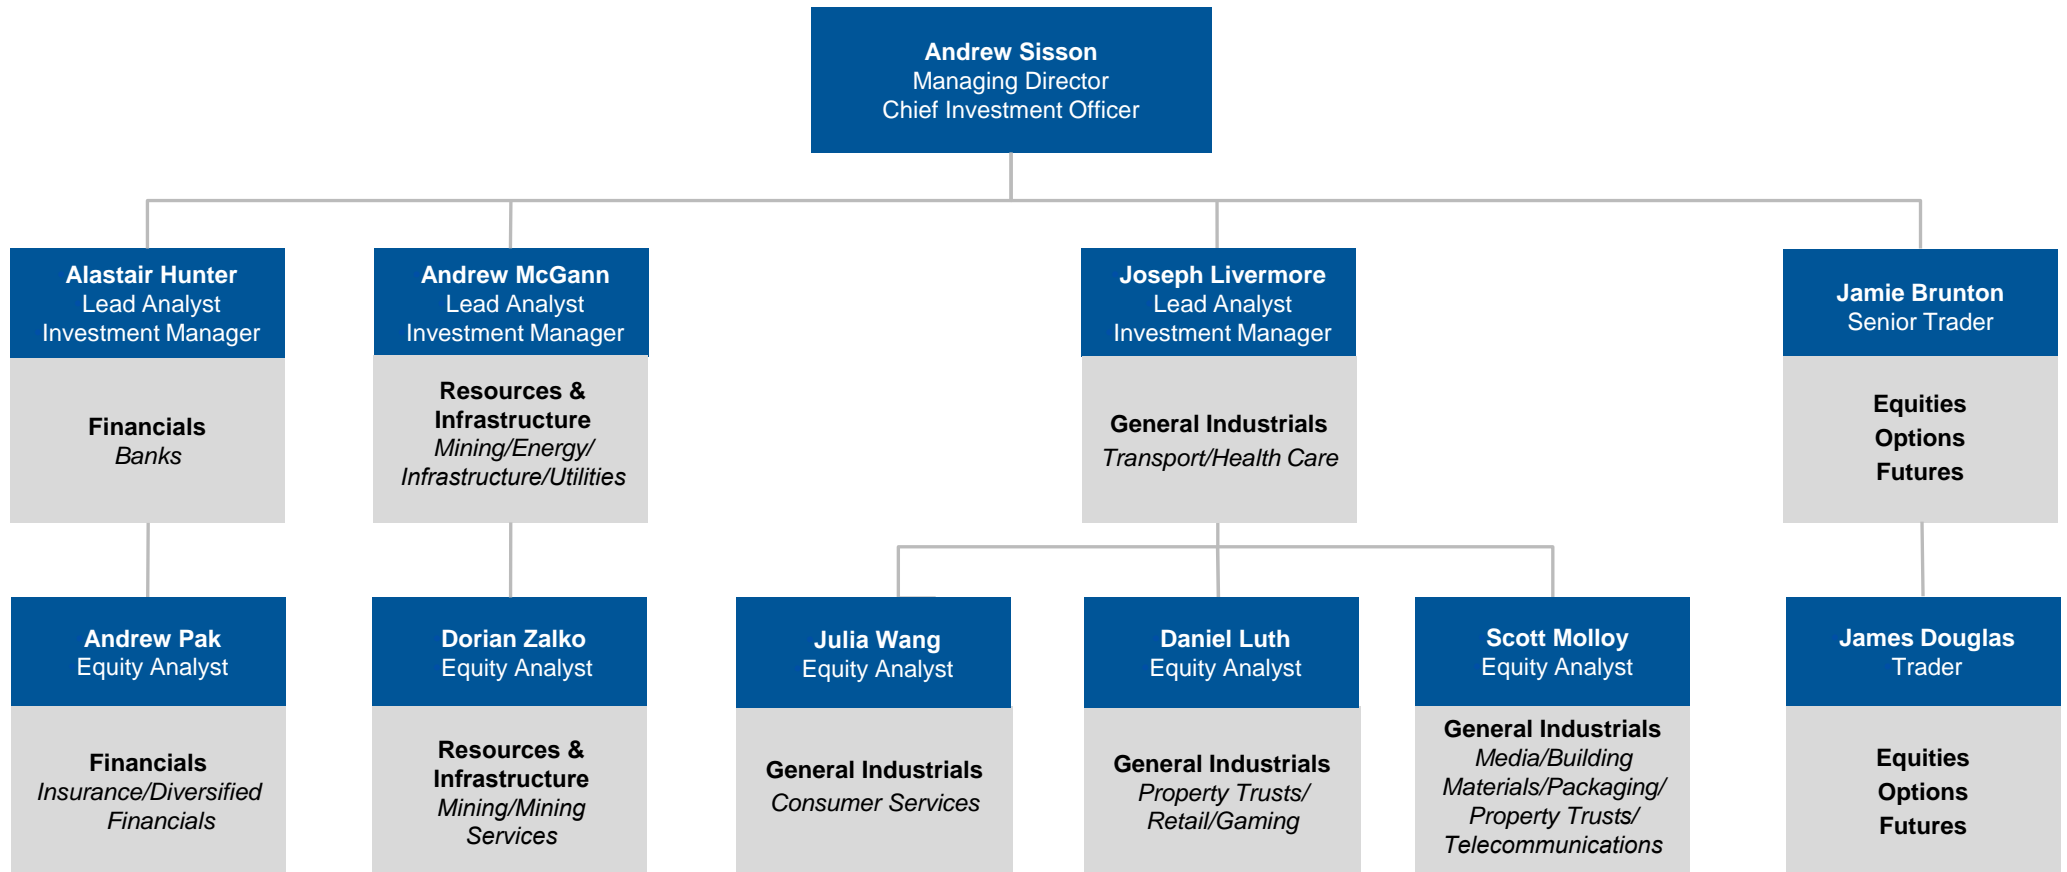 Andrew Sisson
Managing Director
Chief Investment Officer
Alastair Hunter
Lead Analyst
Investment Manager
Financials
Banks
Andrew McGann
Lead Analyst
Investment Manager
Resources &
Infrastructure
Mining/Energy/
Infrastructure/Utilities
Joseph Livermore
Lead Analyst
Investment Manager
General Industrials
Transport/Health Care
Jamie Brunton
Senior Trader
Equities
Options
Futures
Andrew Pak
Equity Analyst
Financials
Insurance/Diversified
Financials
Dorian Zalko
Equity Analyst
Resources &
Infrastructure
Mining/Mining
Services
Julia Wang
Equity Analyst
General Industrials
Consumer Services
Daniel Luth
Equity Analyst
General Industrials
Property Trusts/
Retail/Gaming
Scott Molloy
Equity Analyst
General Industrials
Media/Building
Materials/Packaging/
Property Trusts/
Telecommunications
James Douglas
Trader
Equities
Options
Futures